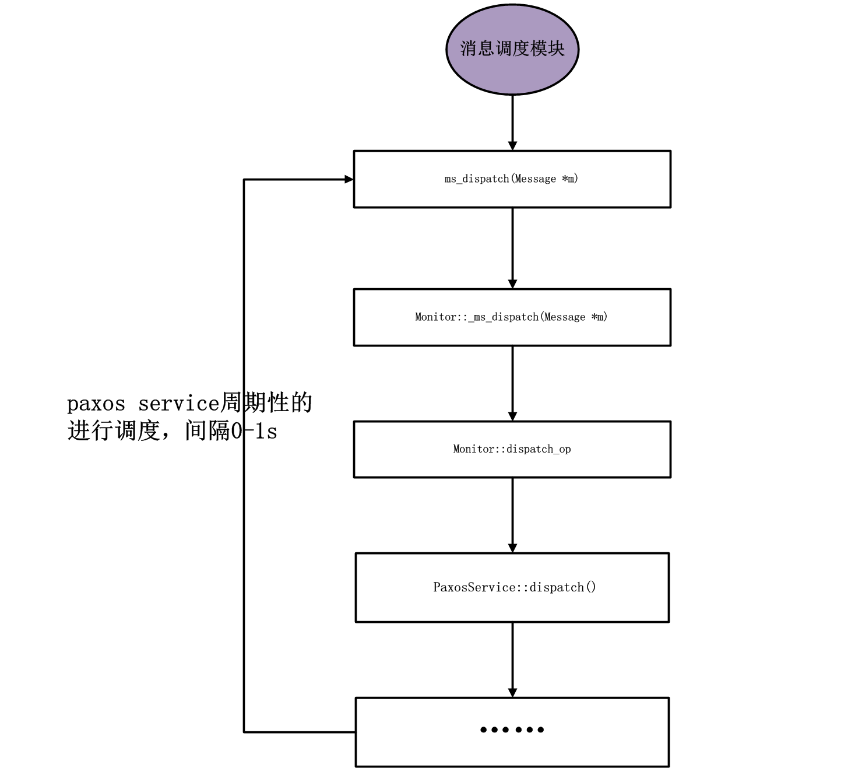 消息调度模块
ms_dispatch(Message *m)
Monitor::_ms_dispatch(Message *m)
paxos service周期性的
进行调度，间隔0-1s
Monitor::dispatch_op
PaxosService::dispatch()
······